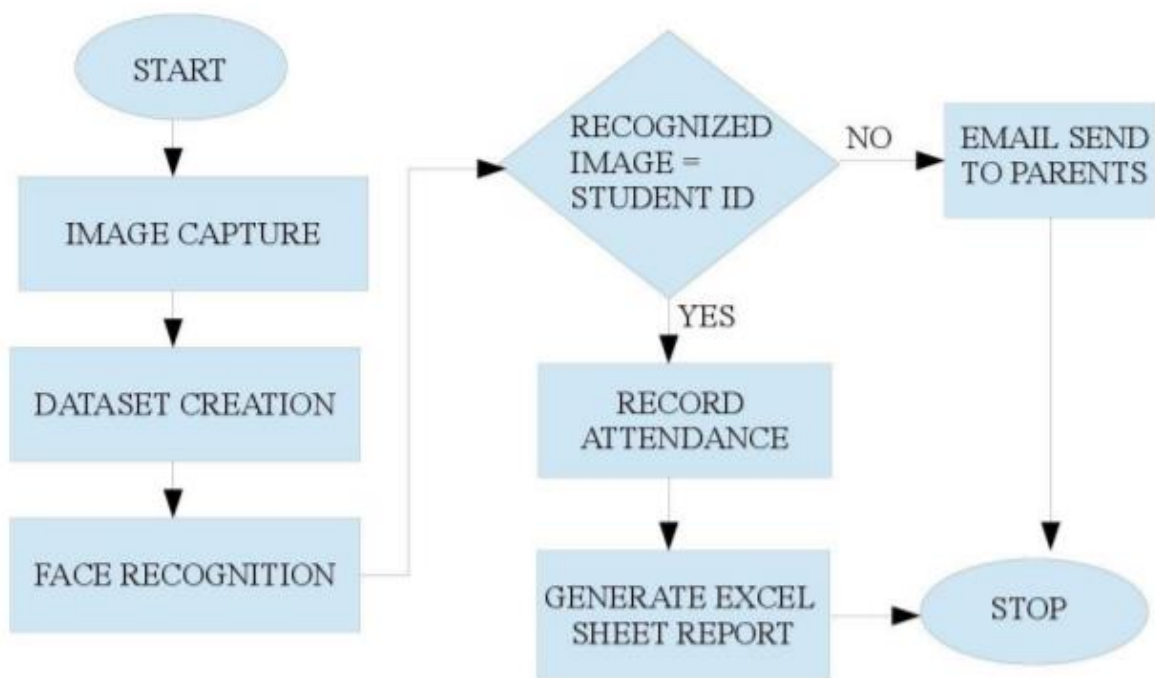 START
IMAGE CAPTURE
DATASET CREATION
FACE RECOGNITION
RECOGNIZED
IMAGE =
STUDENT ID
NO
EMAIL SEND
TO PARENTS
YES
RECORD
ATTENDANCE
GENERATE EXCEL
SHEET REPORT
STOP